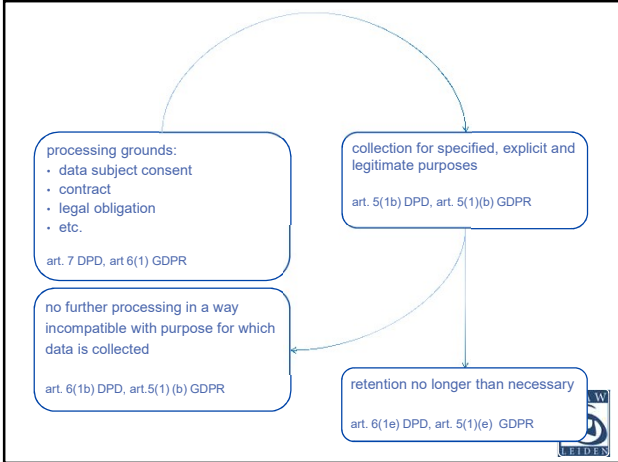 processing grounds:
• data subject consent
• contract
• legal obligation
• etc.
art. 7 DPD, art 6(1) GDPR
collection for specified, explicit and
legitimate purposes
art. 5(1b) DPD, art. 5(1)(b) GDPR
no further processing in a way
incompatible with purpose for which
data is collected
art. 6(1b) DPD, art.5(1) (b) GDPR
retention no longer than necessary
art. 6(1e) DPD, art. 5(1)(e) GDPR
LEIDEN